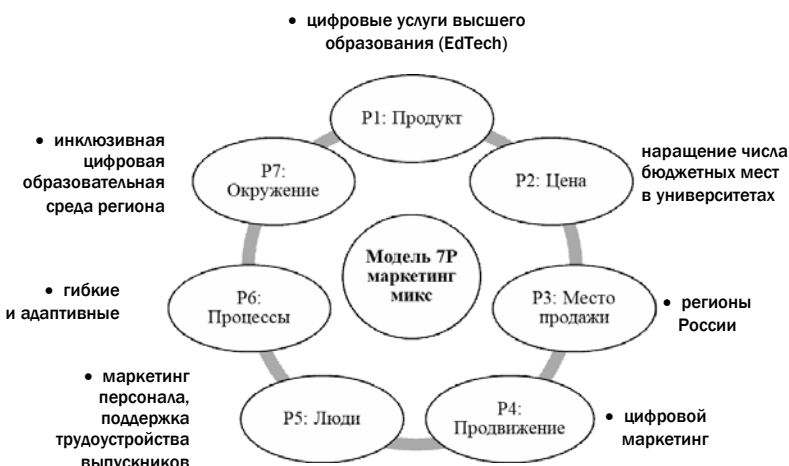 • цифровые услуги высшего
образования (EdTech)
P1: Продукт
• инклюзивная
цифровая
образовательная
среда региона
P7:
Окружение
P2: Цена
наращение числа
бюджетных мест
в университетах
Модель 7P
маркетинг
микс
• гибкие
и адаптивные
P6:
Процессы
P3: Место
продажи
• регионы
России
• маркетинг
персонала,
поддержка
трудоустройства
выпускников
P5: Люди
P4:
Продвижение
• цифровой
маркетинг